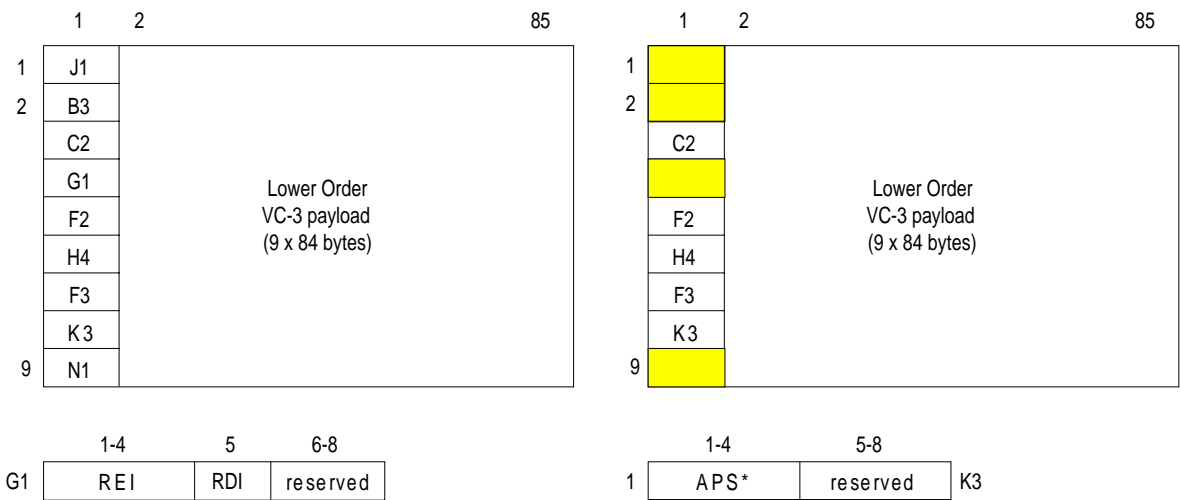 1 2 85
1 J1
2 B3
C2
G1
F2
H4
F3
K3
9 N1
Lower Order
VC-3 payload
(9 x 84 bytes)
1 2 85
1
2
C2
F2
H4
F3
K3
9
Lower Order
VC-3 payload
(9 x 84 bytes)
1-4 5 6-8
G1 REI RDI reserved
1-4 5-8
1 APS* reserved K3